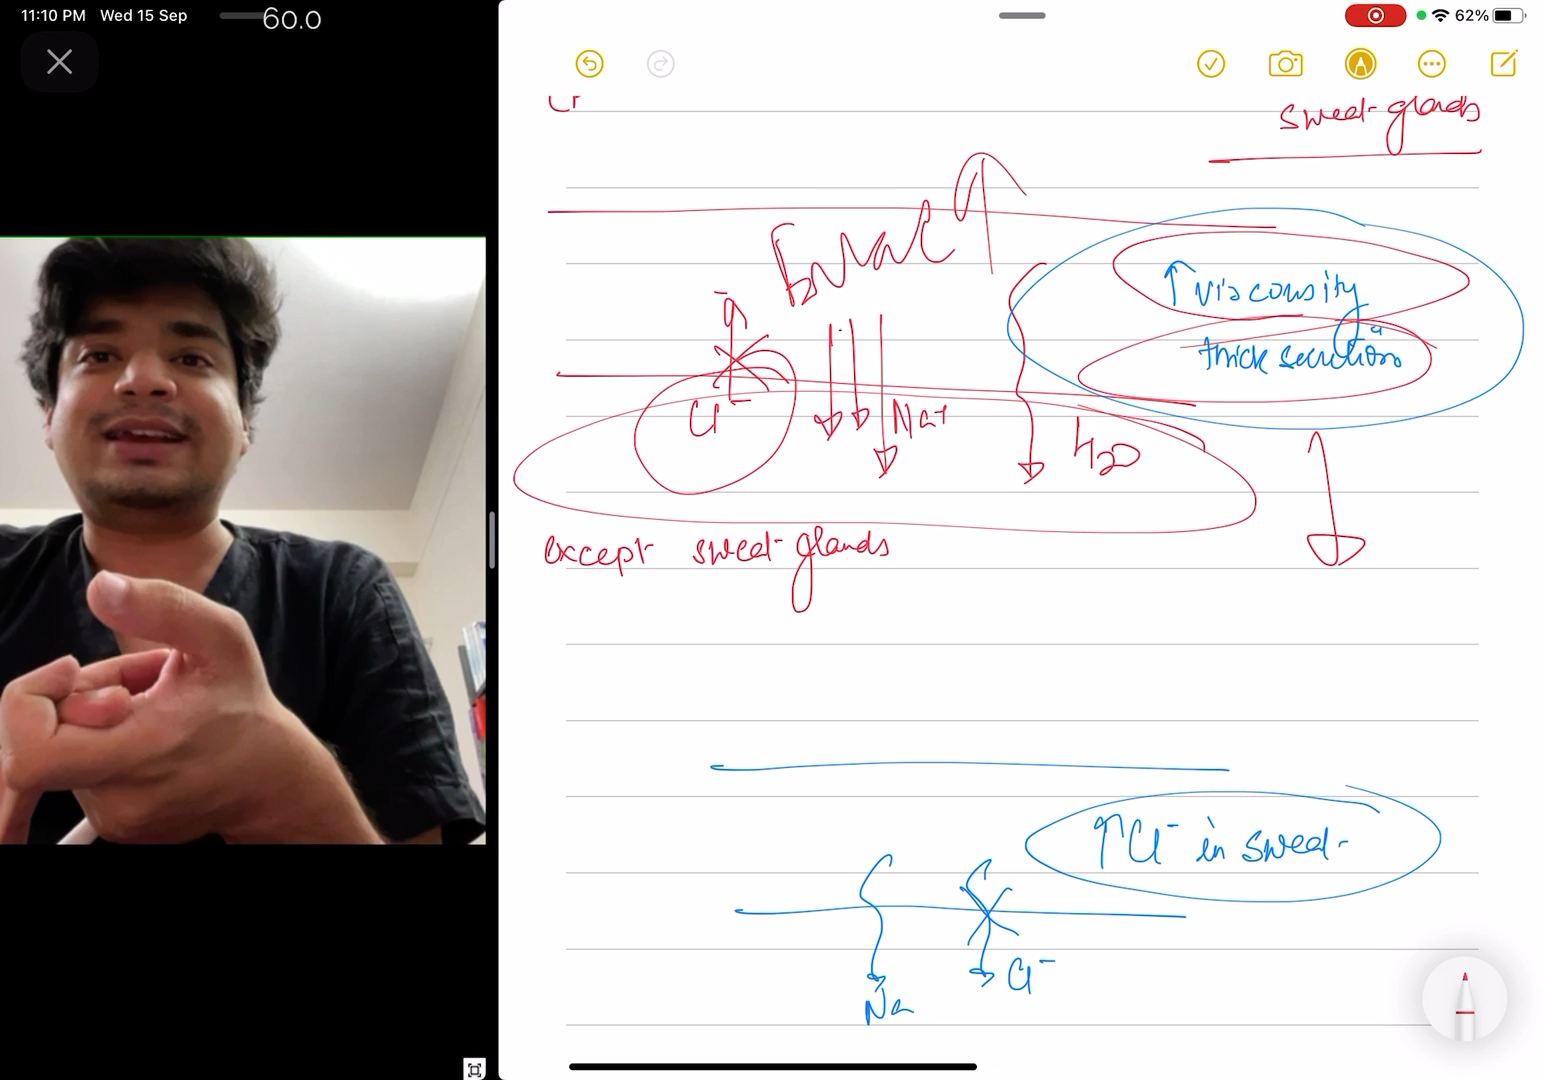 11:10 PM Wed 15 Sep
60.0
62%
sweat glands
ENaC ↑
↑ viscosity
thick secretions
Cl⁻
Na+
H2O
except sweat glands
↑ Cl⁻ in sweat
Cl⁻
Na